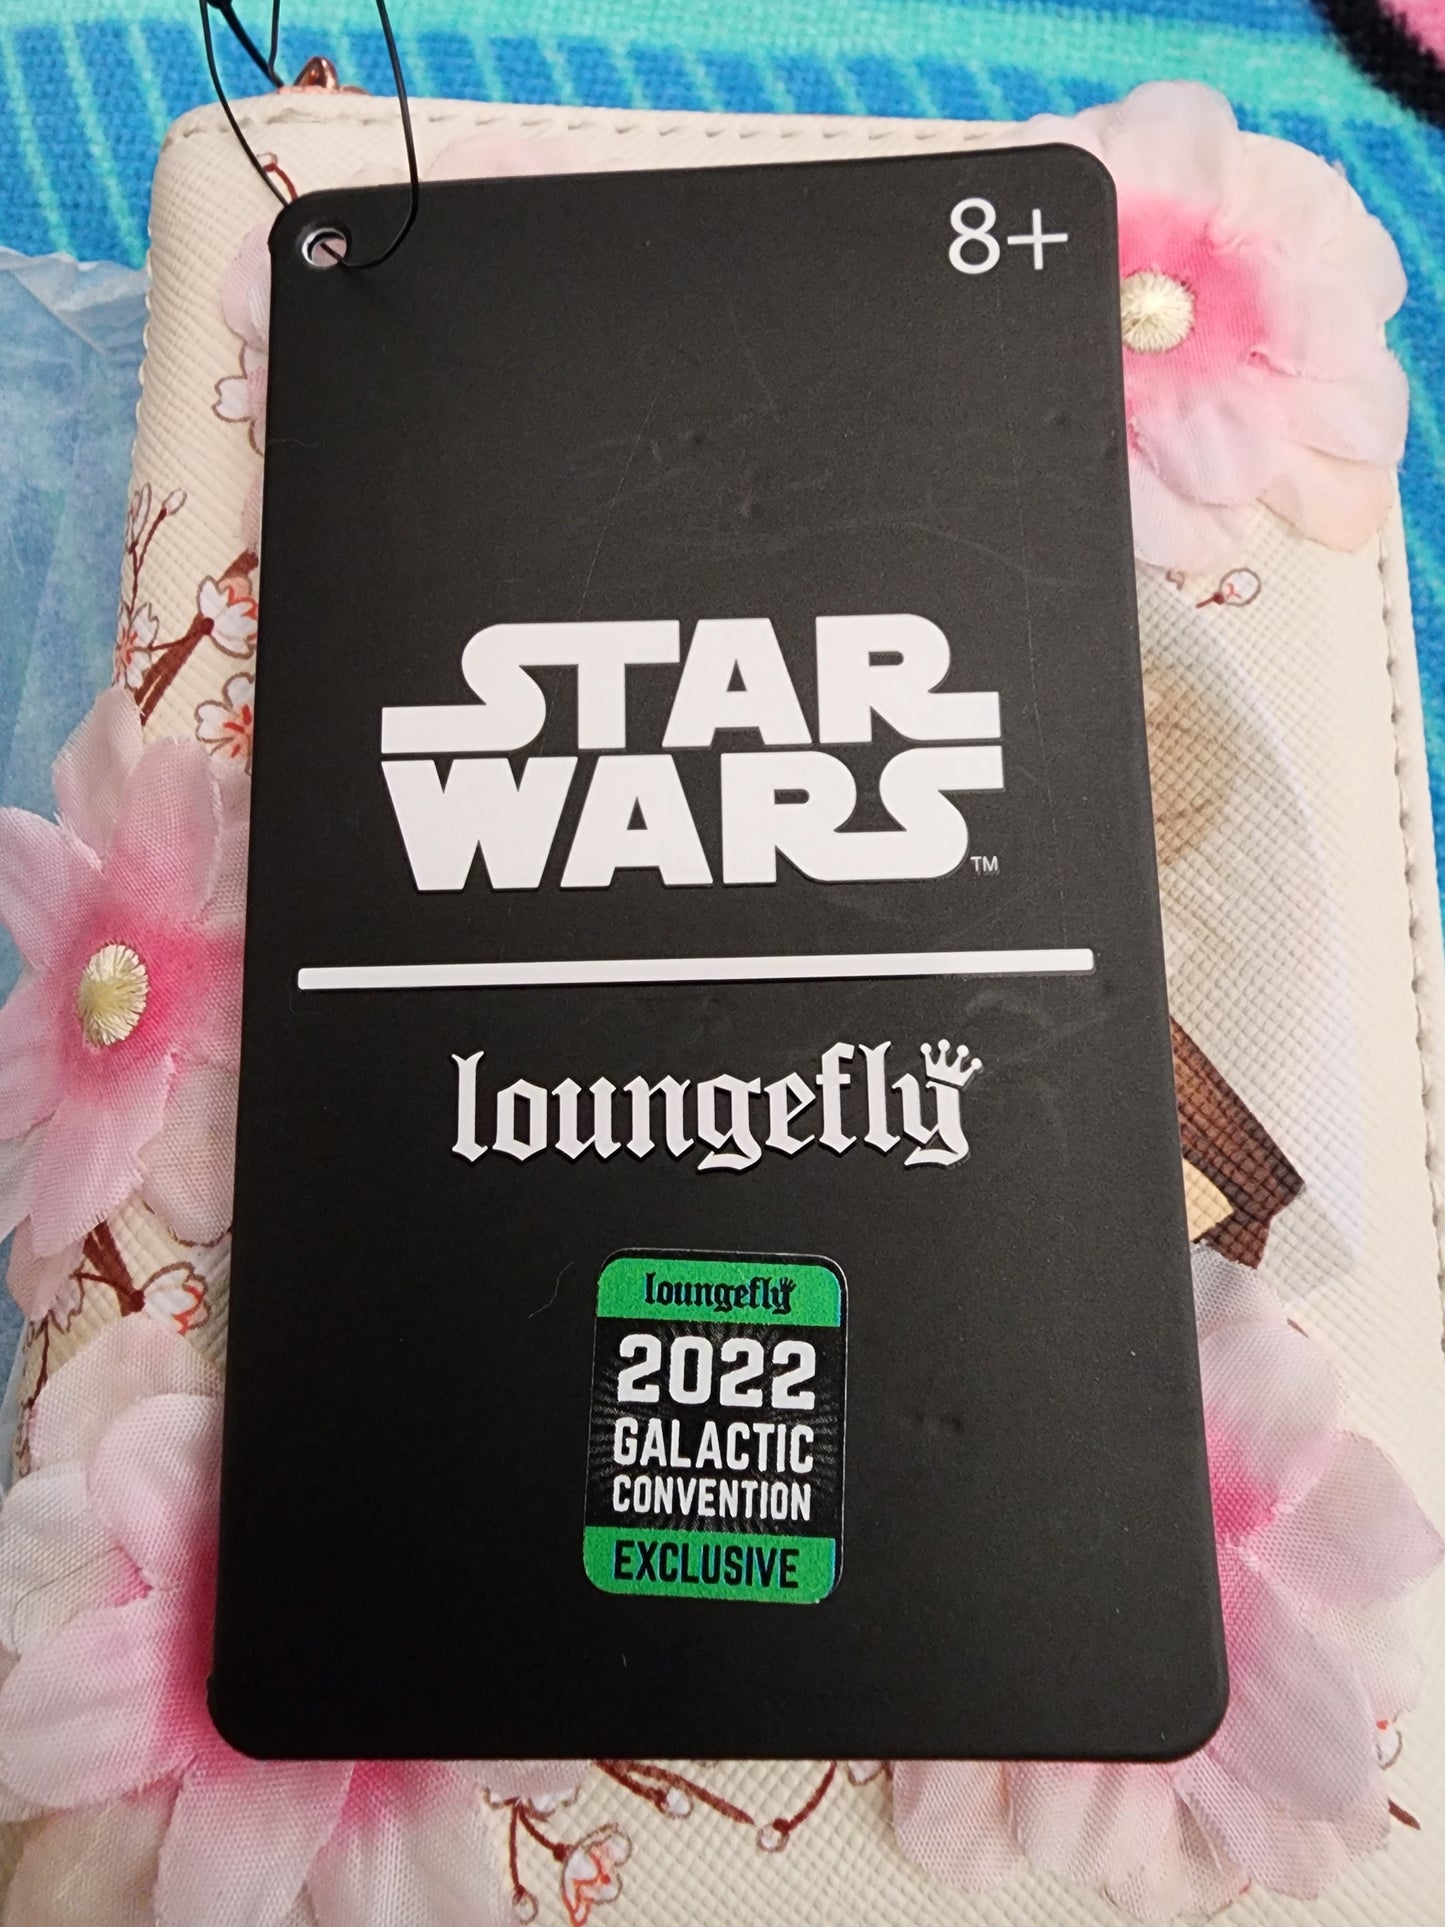 8+
STAR
WARS
TM
loungefly
loungefly
2022
GALACTIC
CONVENTION
EXCLUSIVE